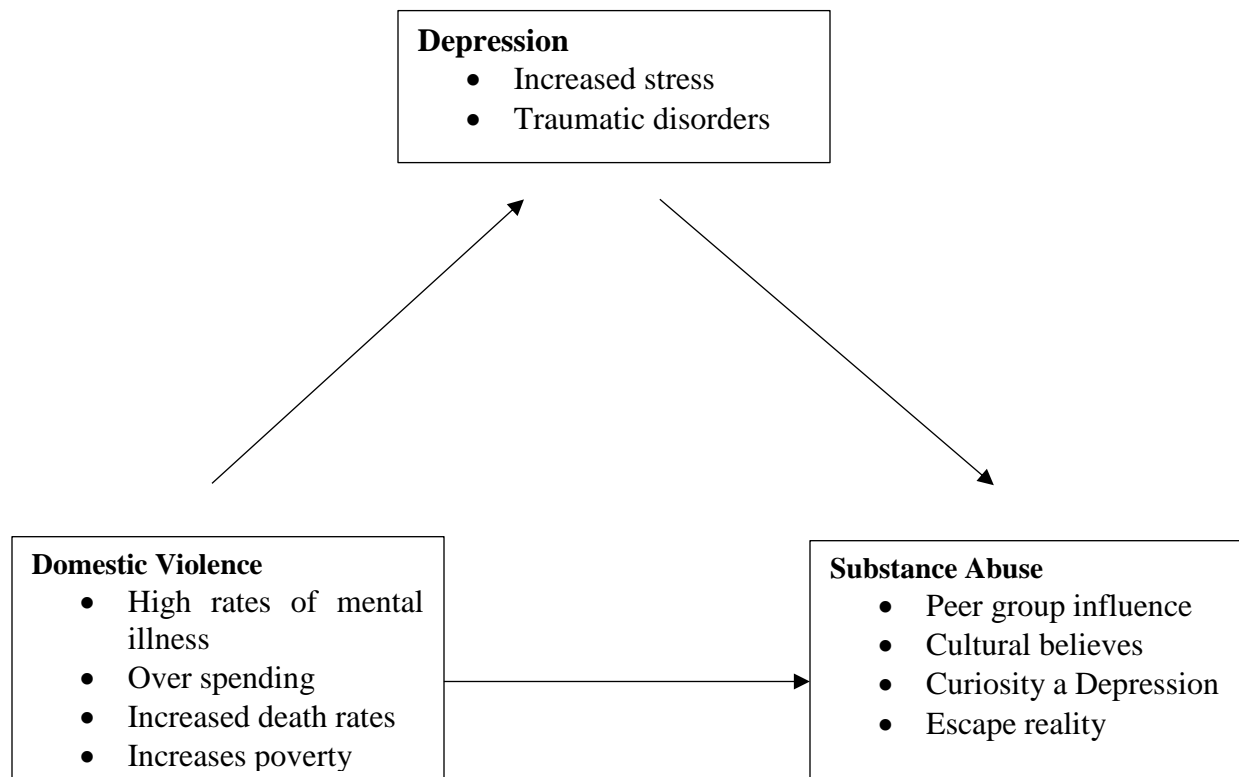 Depression
• Increased stress
• Traumatic disorders
Domestic Violence
• High rates of mental
illness
• Over spending
• Increased death rates
• Increases poverty
Substance Abuse
• Peer group influence
• Cultural believes
• Curiosity a Depression
• Escape reality